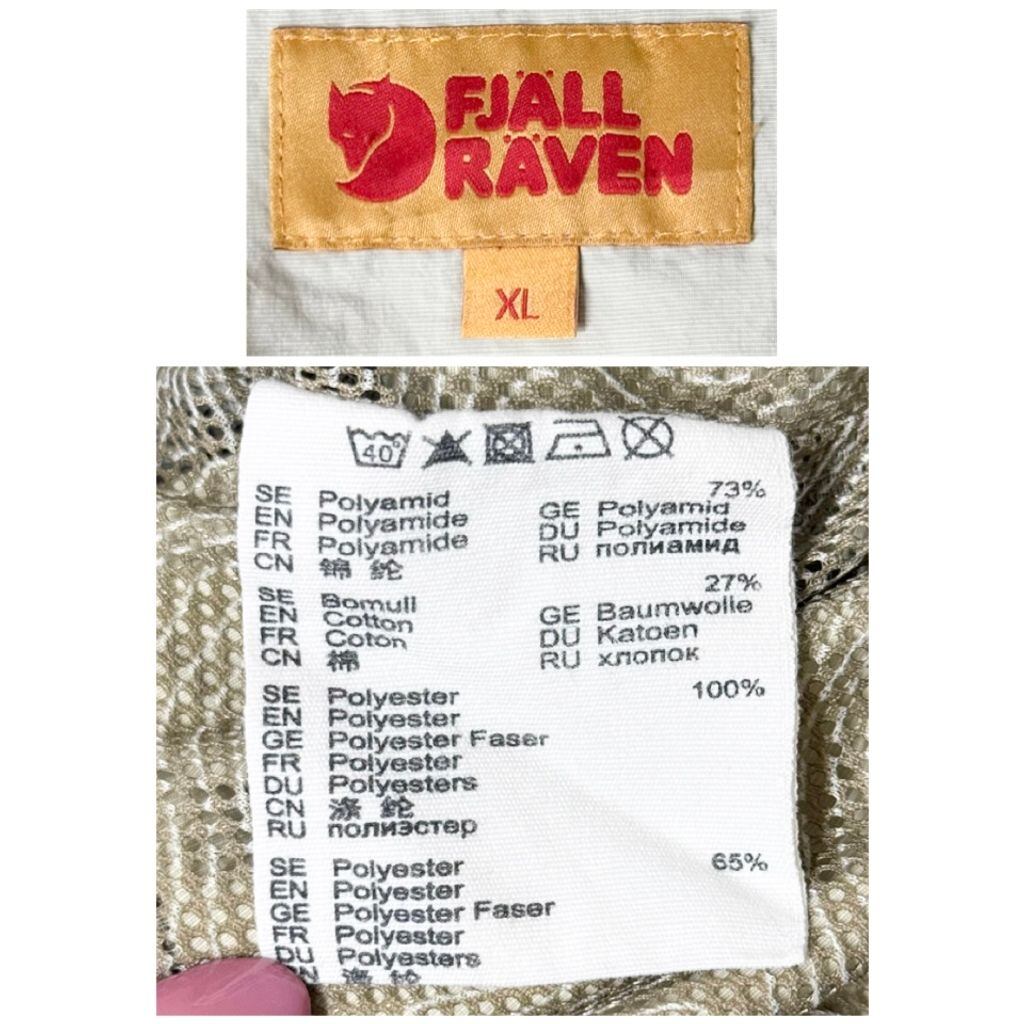 FJÄLL
RÄVEN
XL
40°
73%
SE Polyamid
EN Polyamide
FR Polyamide
CN 锦 纶
GE Polyamid
DU Polyamide
RU полиамид
27%
SE Bomull
EN Cotton
FR Coton
CN 棉
GE Baumwolle
DU Katoen
RU хлопок
100%
SE Polyester
EN Polyester
GE Polyester Faser
FR Polyester
DU Polyesters
CN 涤 纶
RU полиэстер
65%
SE Polyester
EN Polyester
GE Polyester Faser
FR Polyester
DU Polyesters